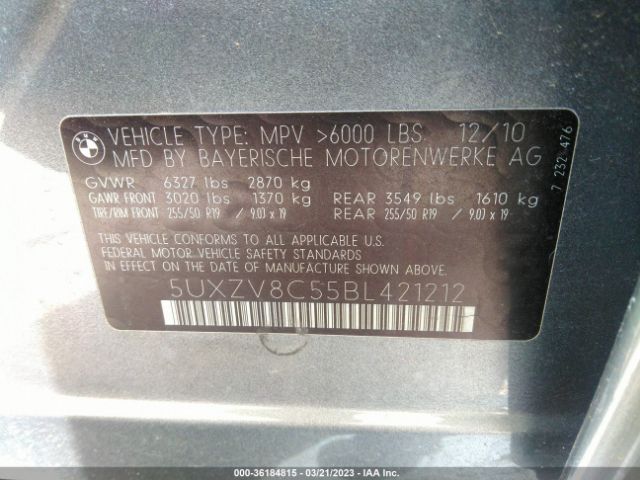 BMW
VEHICLE TYPE: MPV >6000 LBS 12/10
MFD BY BAYERISCHE MOTORENWERKE AG
GVWR 6327 lbs 2870 kg
GAWR FRONT 3020 lbs 1370 kg REAR 3549 lbs 1610 kg
TIRE/RIM FRONT 255/50 R19 / 9.0J x 19 REAR 255/50 R19 / 9.0J x 19
THIS VEHICLE CONFORMS TO ALL APPLICABLE U.S.
FEDERAL MOTOR VEHICLE SAFETY STANDARDS
IN EFFECT ON DATE OF MANUFACTURE SHOWN ABOVE.
5UXZV8C55BL421212
7 232 476
000-36184815 - 03/21/2023 - IAA Inc.